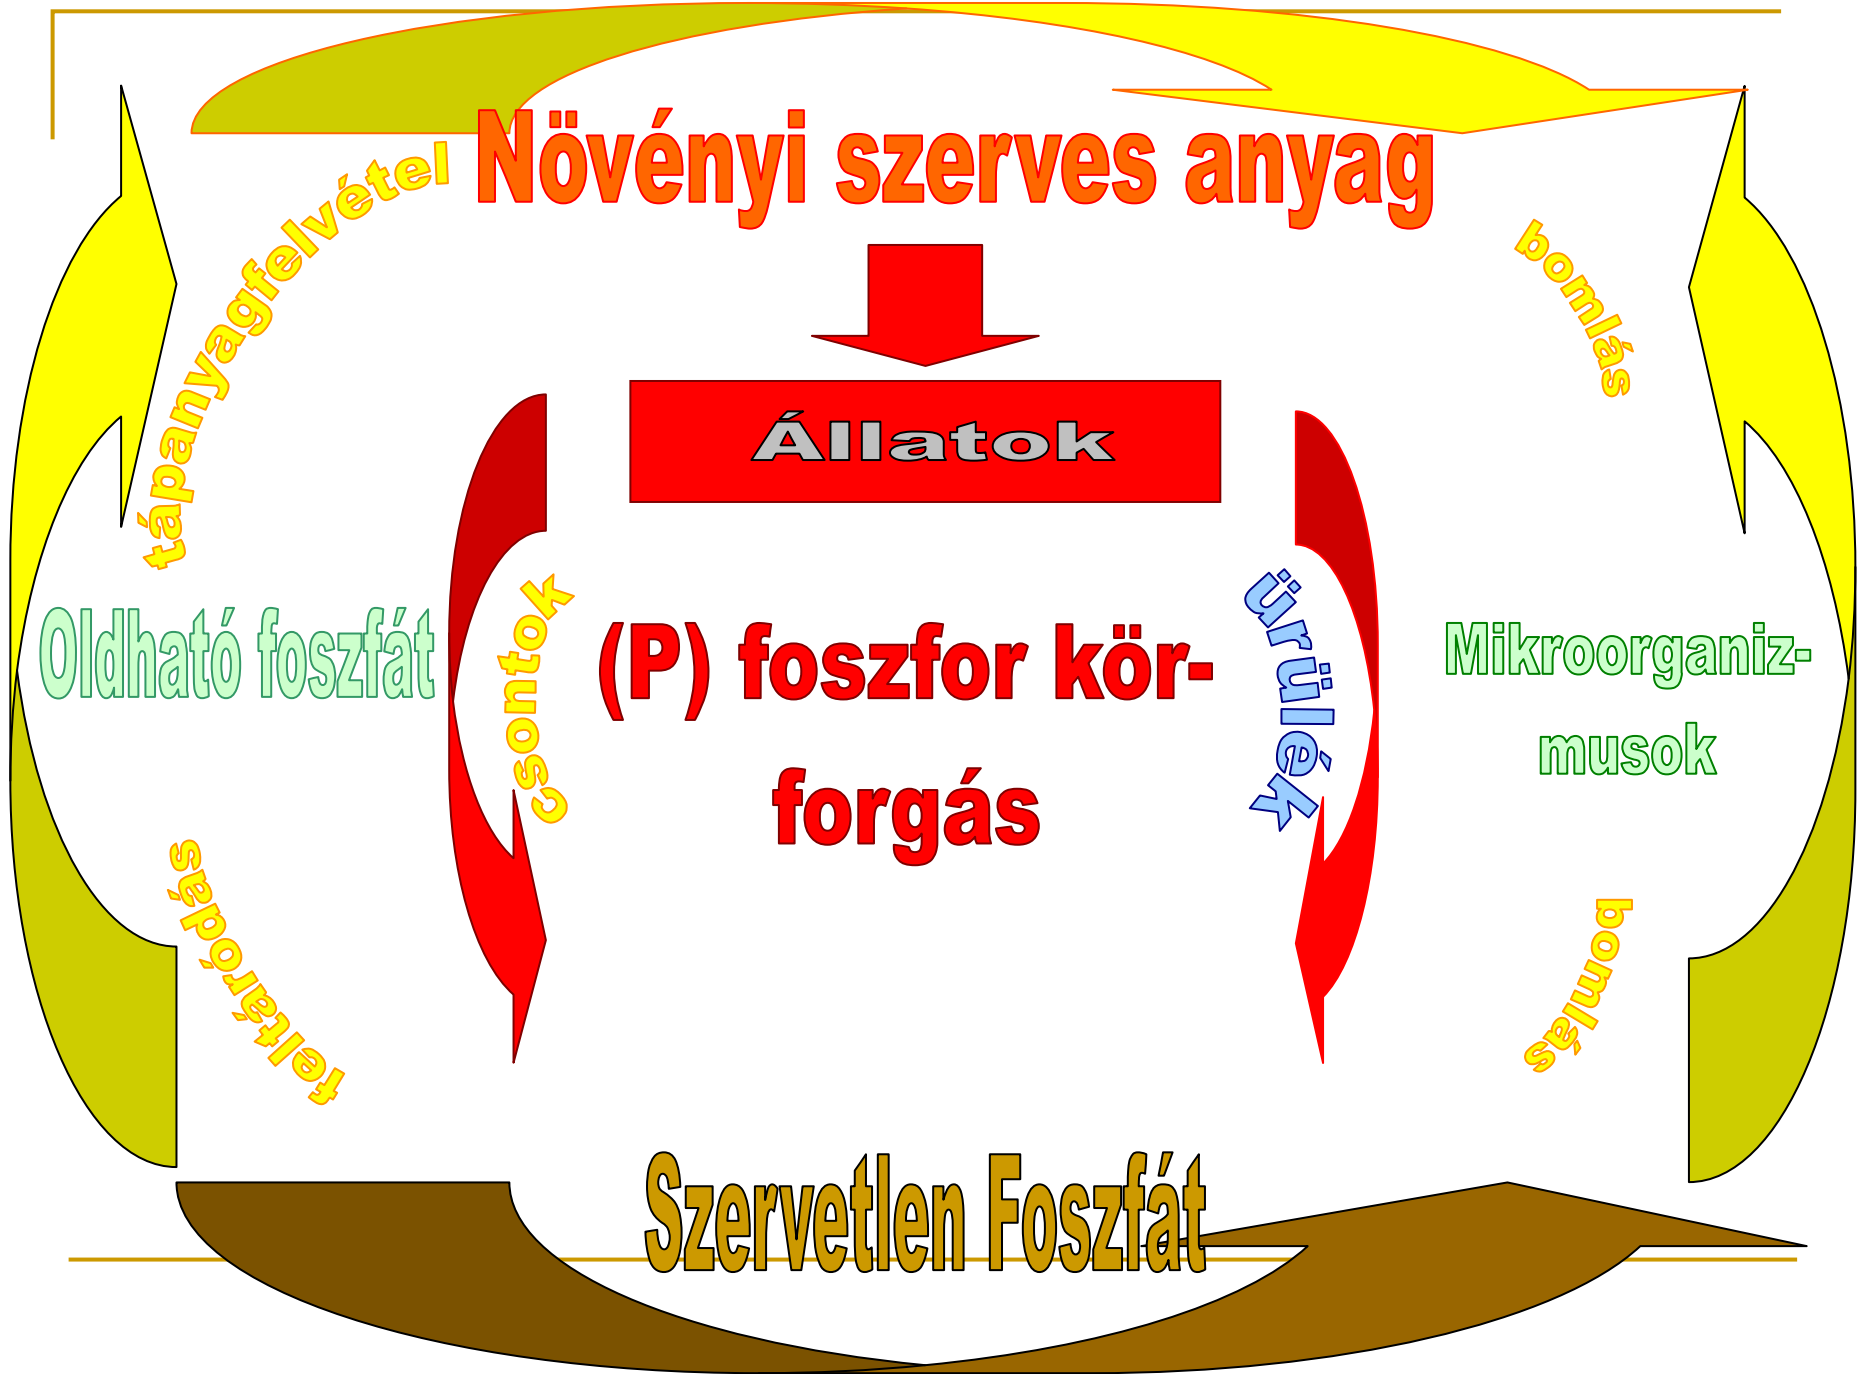 Növényi szerves anyag
tápanyagfelvétel
bomlás
Állatok
Oldható foszfát
csontok
(P) foszfor kör-
forgás
ürülék
Mikroorganiz-
musok
feltáródás
bomlás
Szervetlen Foszfát